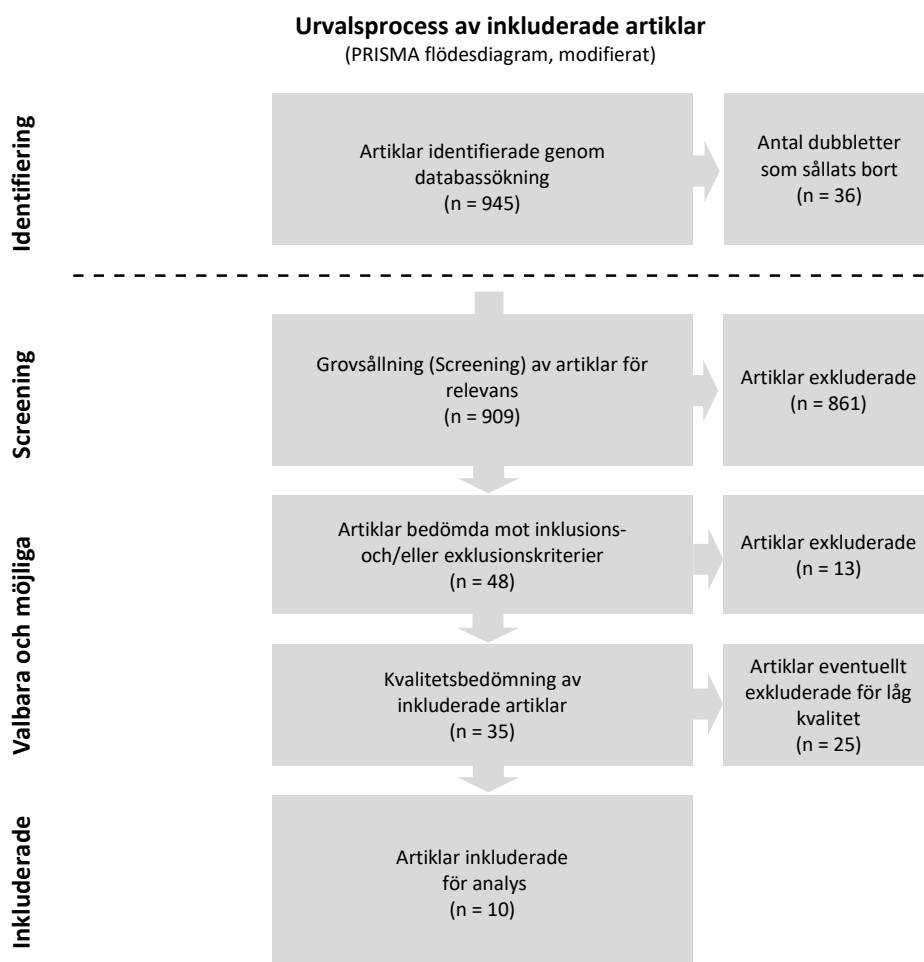 Urvalsprocess av inkluderade artiklar
(PRISMA flödesdiagram, modifierat)
Identifiering
Artiklar identifierade genom
databassökning
(n = 945)
Antal dubbletter
som sållats bort
(n = 36)
Screening
Grovsållning (Screening) av artiklar för
relevans
(n = 909)
Artiklar exkluderade
(n = 861)
Valbara och möjliga
Artiklar bedömda mot inklusions-
och/eller exklusionskriterier
(n = 48)
Artiklar exkluderade
(n = 13)
Kvalitetsbedömning av
inkluderade artiklar
(n = 35)
Artiklar eventuellt
exkluderade för låg
kvalitet
(n = 25)
Inkluderade
Artiklar inkluderade
för analys
(n = 10)